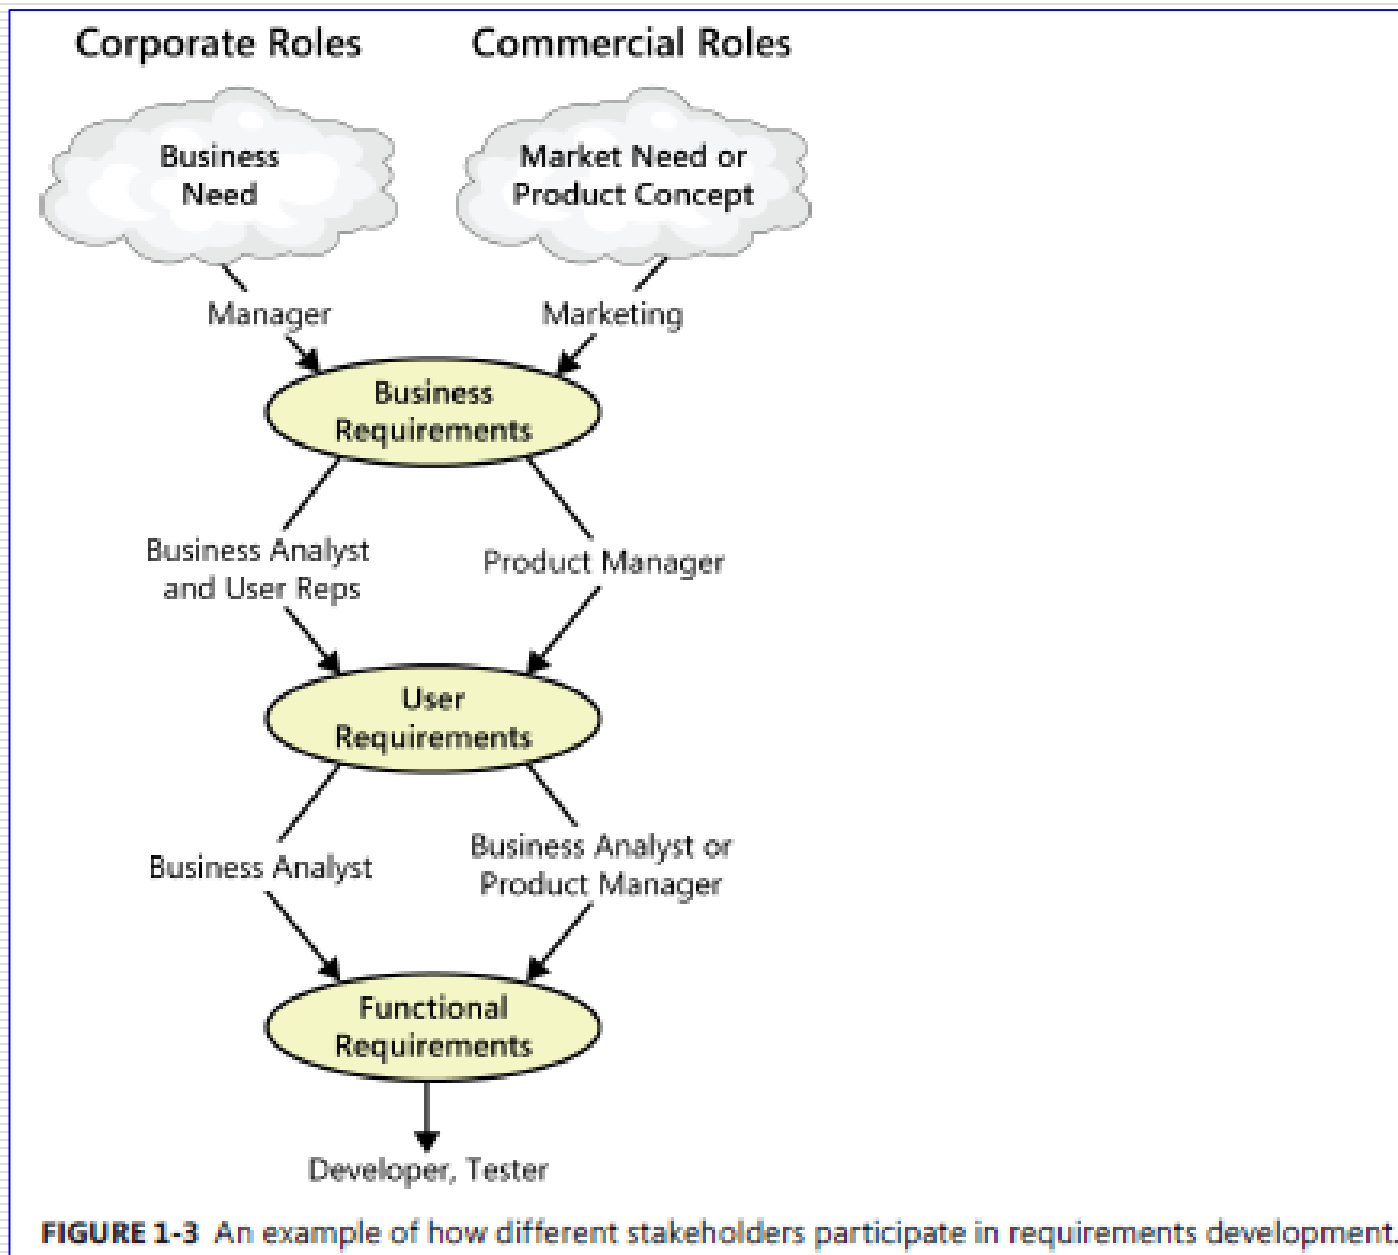 Corporate Roles
Commercial Roles
Business
Need
Market Need or
Product Concept
Manager
Marketing
Business
Requirements
Business Analyst
and User Reps
Product Manager
User
Requirements
Business Analyst
Business Analyst or
Product Manager
Functional
Requirements
Developer, Tester
FIGURE 1-3 An example of how different stakeholders participate in requirements development.